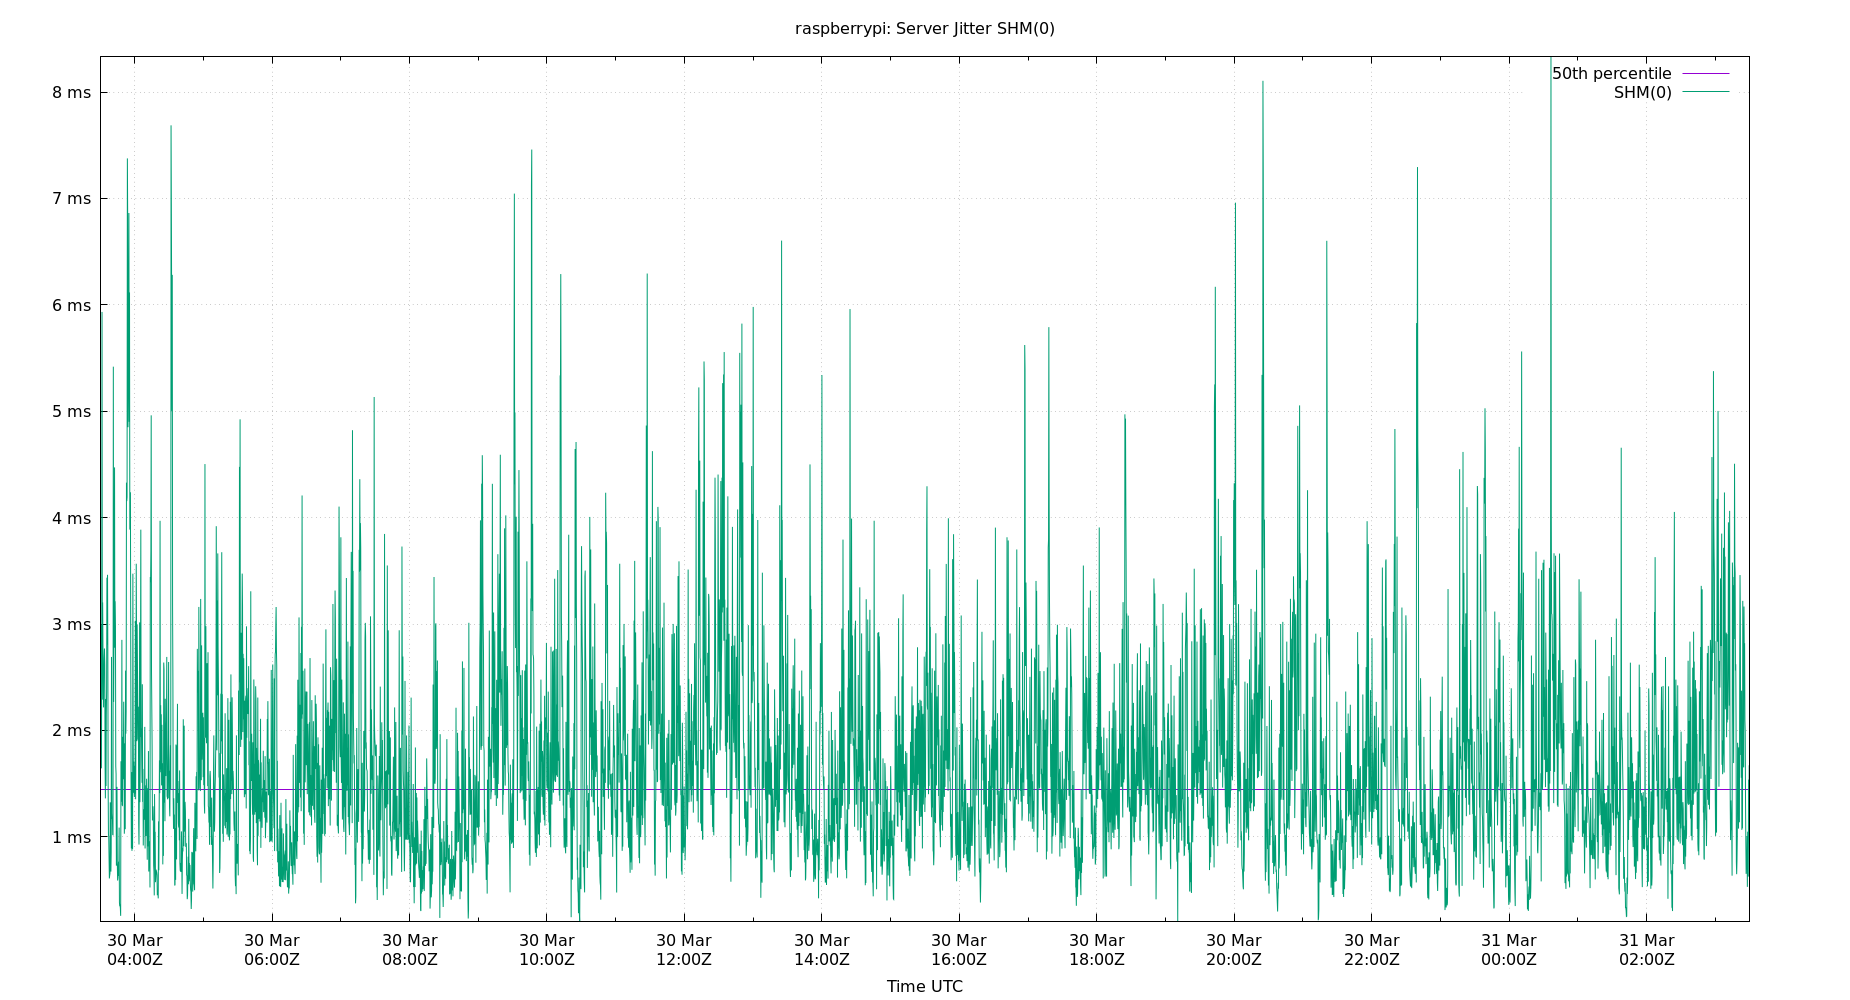 raspberrypi: Server Jitter SHM(0)
50th percentile
SHM(0)
8 ms
7 ms
6 ms
5 ms
4 ms
3 ms
2 ms
1 ms
30 Mar 30 Mar 30 Mar 30 Mar 30 Mar 30 Mar 30 Mar 30 Mar 30 Mar 30 Mar 31 Mar 31 Mar
04:00Z 06:00Z 08:00Z 10:00Z 12:00Z 14:00Z 16:00Z 18:00Z 20:00Z 22:00Z 00:00Z 02:00Z
Time UTC